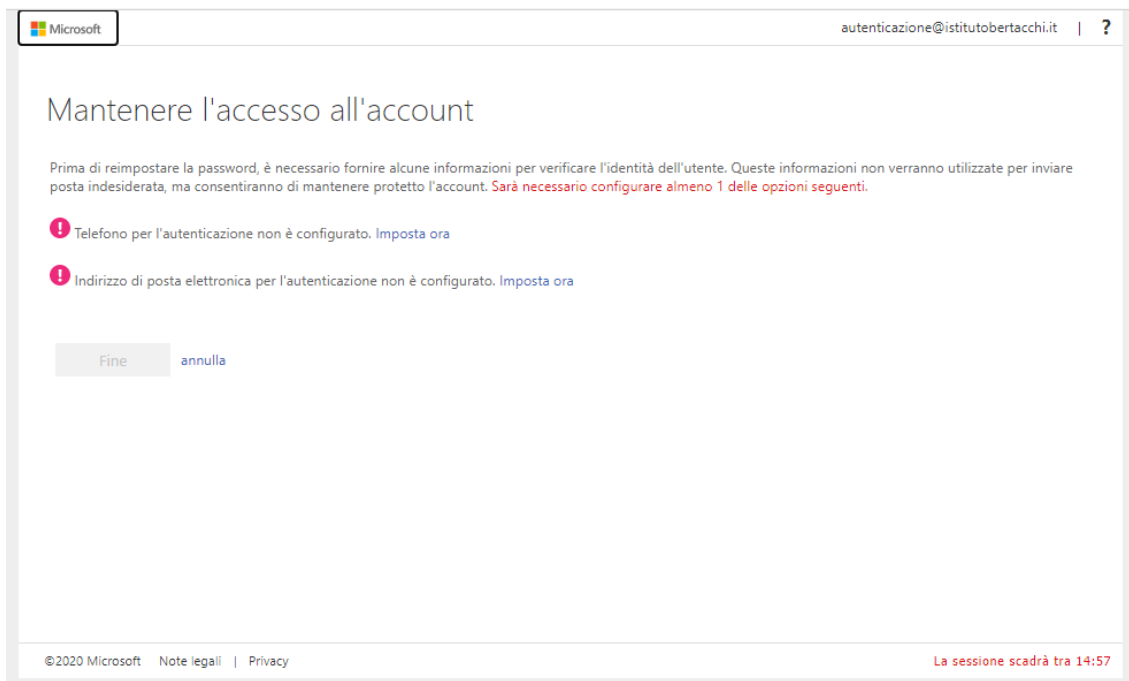 Microsoft
autenticazione@istitutobertacchi.it | ?
Mantenere l'accesso all'account
Prima di reimpostare la password, è necessario fornire alcune informazioni per verificare l'identità dell'utente. Queste informazioni non verranno utilizzate per inviare
posta indesiderata, ma consentiranno di mantenere protetto l'account. Sarà necessario configurare almeno 1 delle opzioni seguenti.
! Telefono per l'autenticazione non è configurato. Imposta ora
! Indirizzo di posta elettronica per l'autenticazione non è configurato. Imposta ora
Fine annulla
©2020 Microsoft Note legali | Privacy
La sessione scadrà tra 14:57